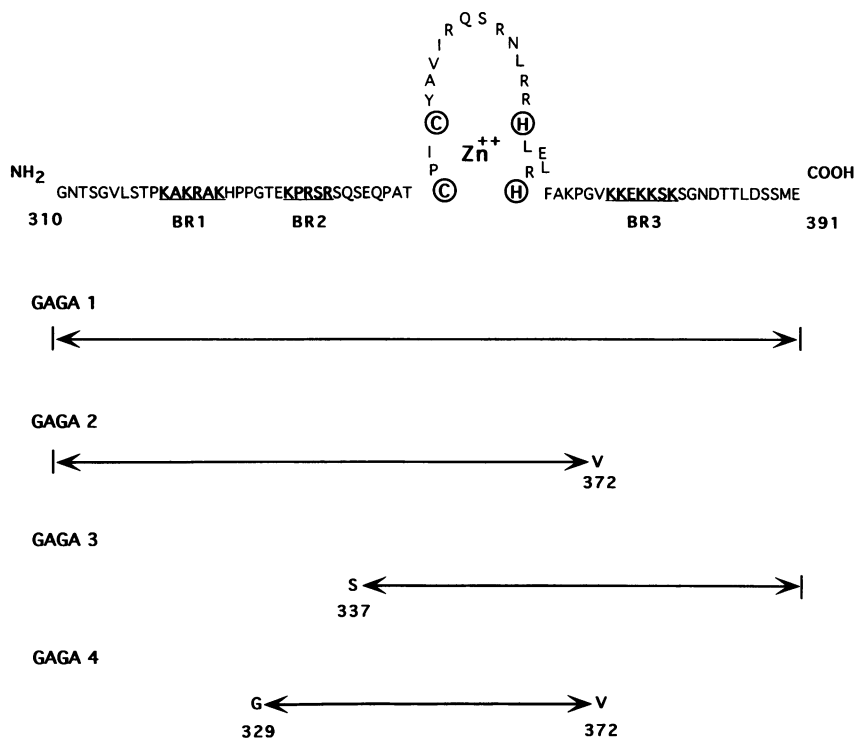 Q S
R R
I N
V L
A R
Y R
C H
I Zn++ L E
P R L
C H
NH2 GNTSGVLSTPKAKRAKHPPGTEKPRSRSQSEQPAT FAKPGVKKEKKSKSGNDTTLDSSME COOH
310 BR1 BR2 BR3 391
GAGA 1
GAGA 2
V
372
GAGA 3
S
337
GAGA 4
G V
329 372